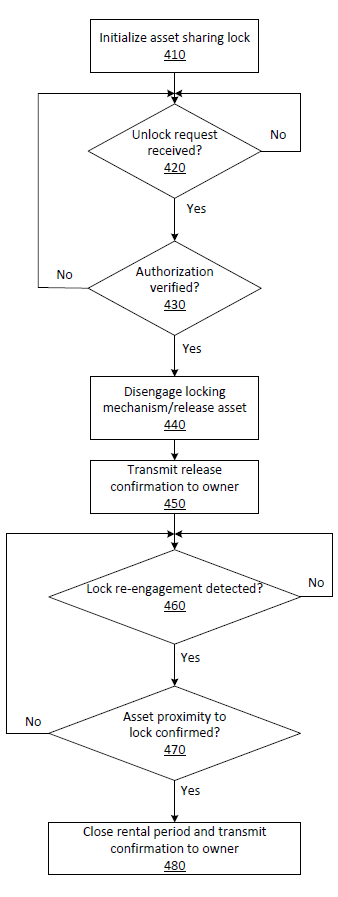 Initialize asset sharing lock
410
Unlock request
received?
420
No
Yes
Authorization
verified?
430
No
Yes
Disengage locking
mechanism/release asset
440
Transmit release
confirmation to owner
450
Lock re-engagement detected?
460
No
Yes
Asset proximity to
lock confirmed?
470
No
Yes
Close rental period and transmit
confirmation to owner
480